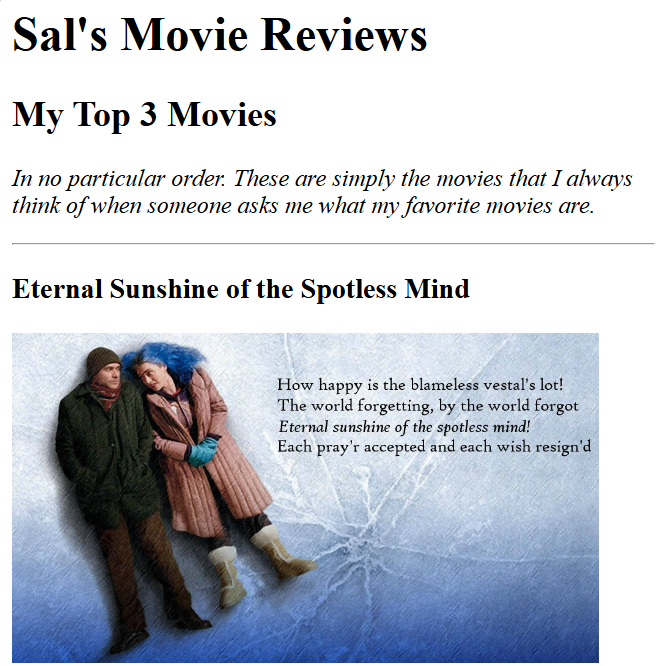 Sal's Movie Reviews
My Top 3 Movies
In no particular order. These are simply the movies that I always
think of when someone asks me what my favorite movies are.
Eternal Sunshine of the Spotless Mind
How happy is the blameless vestal's lot!
The world forgetting, by the world forgot
Eternal sunshine of the spotless mind!
Each pray'r accepted and each wish resign'd